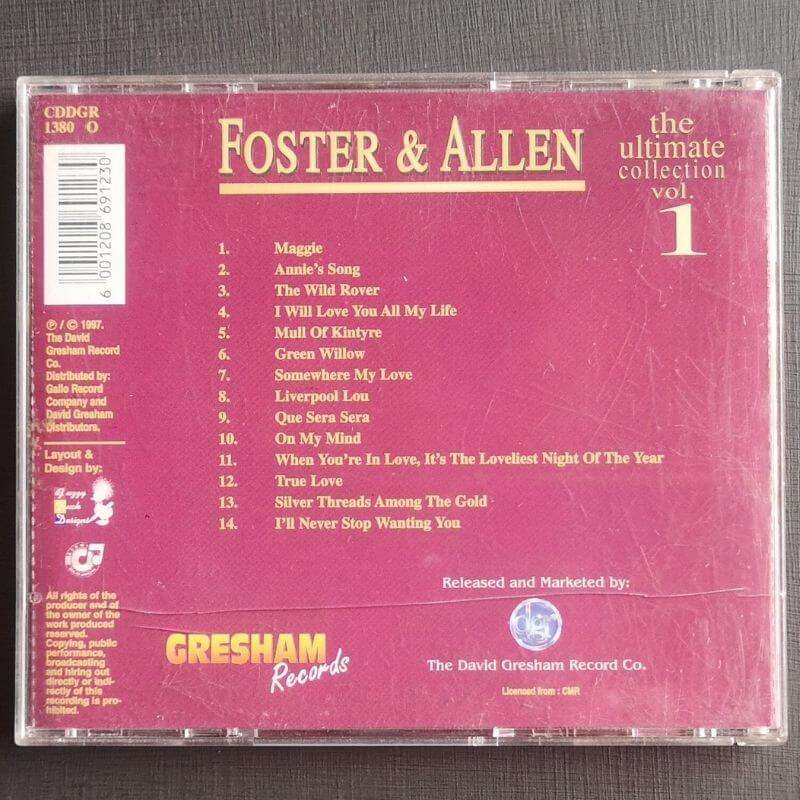 CDDGR
1380 O
6 001208 691230
FOSTER & ALLEN
the
ultimate
collection
vol.
1
1. Maggie
2. Annie's Song
3. The Wild Rover
4. I Will Love You All My Life
5. Mull Of Kintyre
6. Green Willow
7. Somewhere My Love
8. Liverpool Lou
9. Que Sera Sera
10. On My Mind
11. When You're In Love, It's The Loveliest Night Of The Year
12. True Love
13. Silver Threads Among The Gold
14. I'll Never Stop Wanting You
℗ / © 1997.
The David
Gresham Record
Co.
Distributed by:
Gallo Record
Company and
David Gresham
Distributors.
Layout &
Design by:
Designs
All rights of the
producer and of
the owner of the
work produced
reserved.
Copying, public
performance,
broadcasting
and hiring out
directly or indi-
rectly of this
recording is pro-
hibited.
GRESHAM
Records
Released and Marketed by:
dgr
The David Gresham Record Co.
Licenced from : CMR